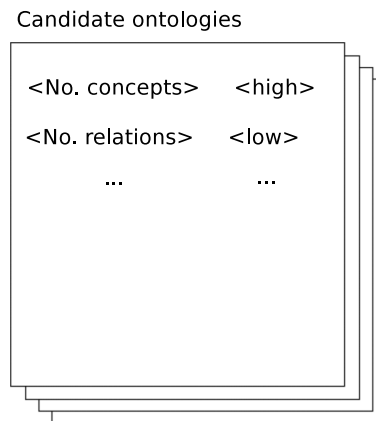 Candidate ontologies
<No. concepts> <high>
<No. relations> <low>
... ...